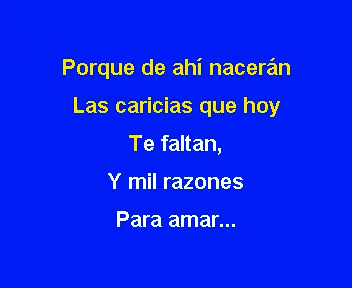 Porque de ahí nacerán
Las caricias que hoy
Te faltan,
Y mil razones
Para amar...